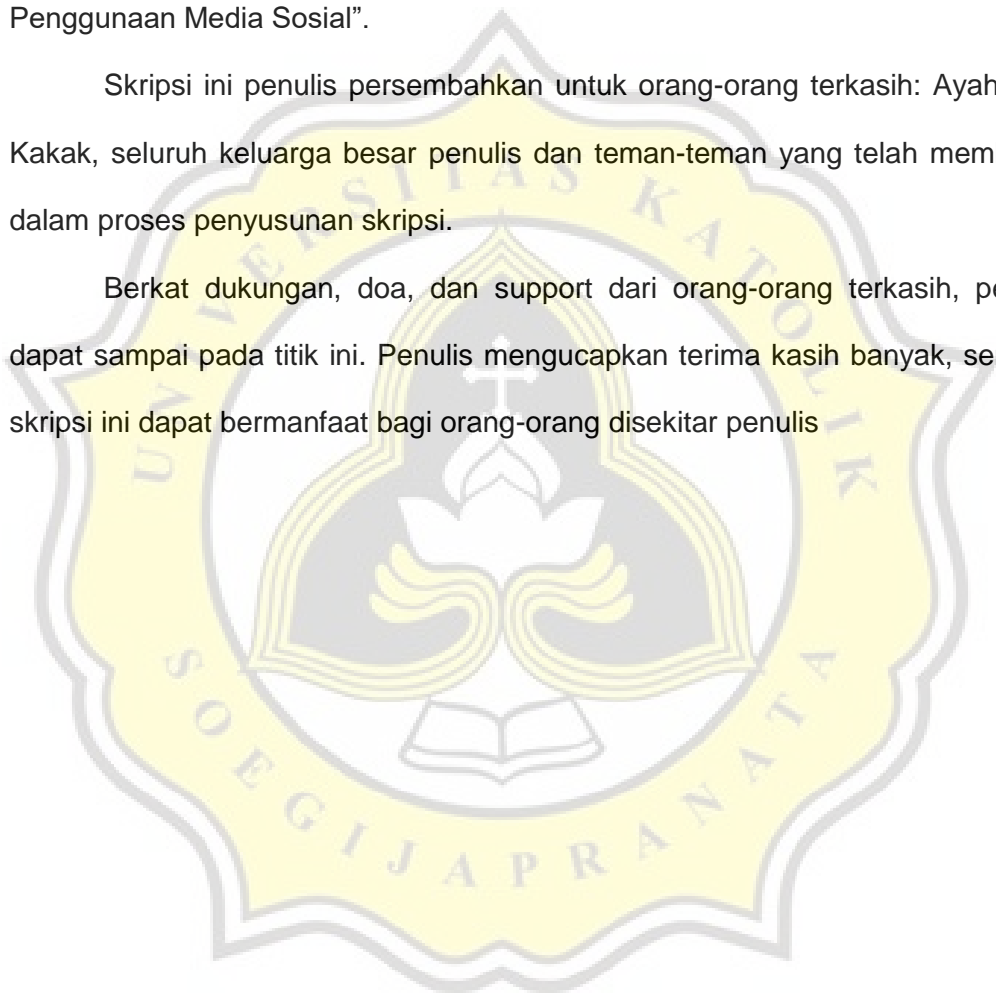 Penggunaan Media Sosial”.
Skripsi ini penulis persembahkan untuk orang-orang terkasih: Ayah
Kakak, seluruh keluarga besar penulis dan teman-teman yang telah mem
dalam proses penyusunan skripsi.
Berkat dukungan, doa, dan support dari orang-orang terkasih, pe
dapat sampai pada titik ini. Penulis mengucapkan terima kasih banyak, se
skripsi ini dapat bermanfaat bagi orang-orang disekitar penulis
UNIVERSITAS KATOLIK
SOEGIJAPRANATA